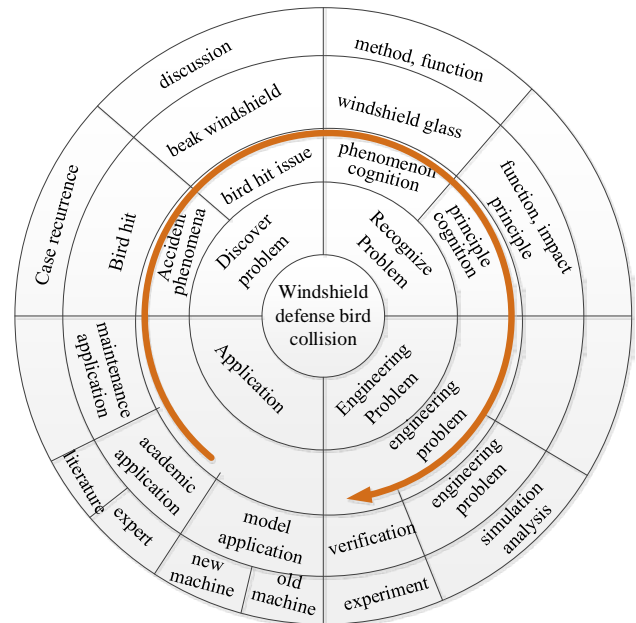 discussion
method, function
beak windshield
windshield glass
bird hit issue
phenomenon
cognition
Case recurrence
Bird hit
Accident
phenomena
Discover
problem
Recognize
Problem
principle
cognition
function, impact
principle
Windshield
defense bird
collision
maintenance
application
Application
Engineering
Problem
engineering
problem
academic
application
engineering
problem
literature
expert
model
application
verification
simulation
analysis
new
machine
old
machine
experiment